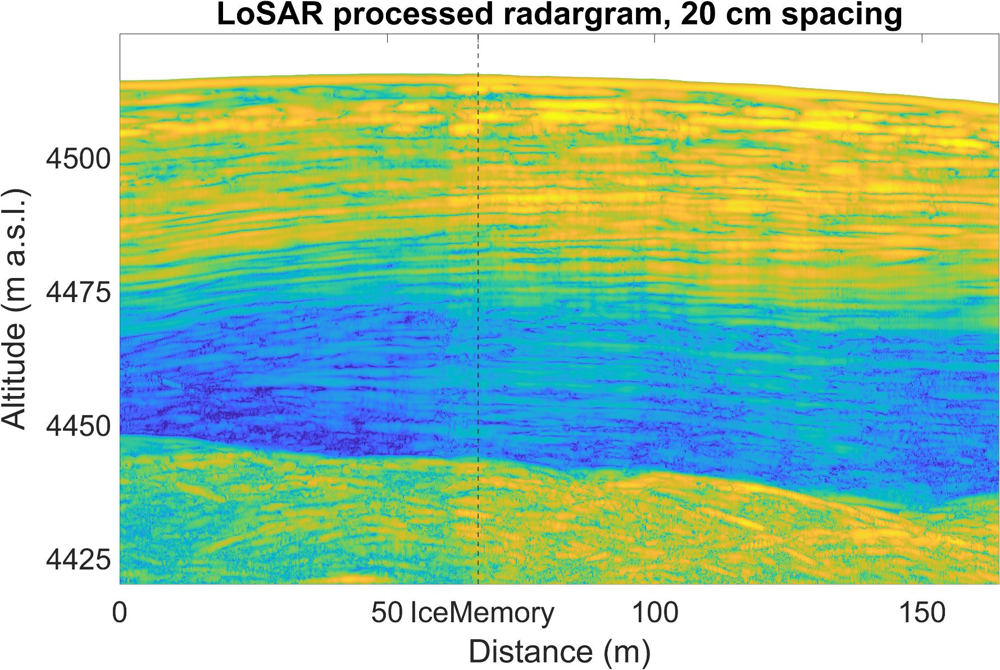 LoSAR processed radargram, 20 cm spacing
Altitude (m a.s.l.)
4500
4475
4450
4425
0 50 IceMemory 100 150
Distance (m)